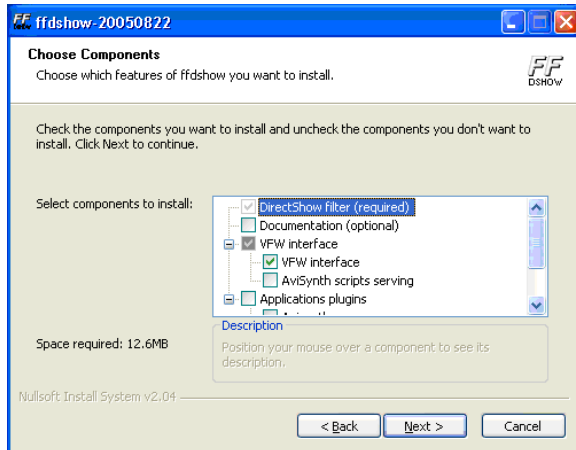 ffdshow-20050822
Choose Components
Choose which features of ffdshow you want to install.
FF
DSHOW
Check the components you want to install and uncheck the components you don't want to
install. Click Next to continue.
Select components to install:
DirectShow filter (required)
Documentation (optional)
VFW interface
VFW interface
AviSynth scripts serving
Applications plugins
Description
Position your mouse over a component to see its
description.
Space required: 12.6MB
Nullsoft Install System v2.04
< Back
Next >
Cancel